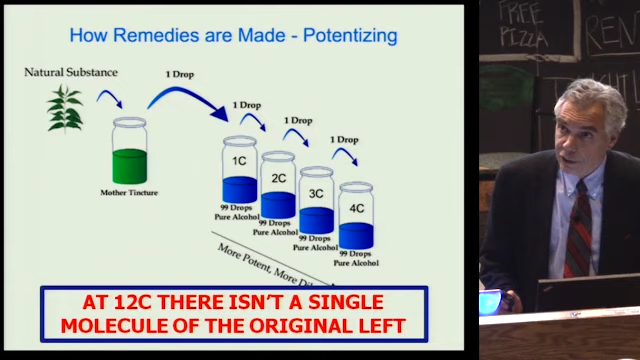 How Remedies are Made - Potentizing
Natural Substance
1 Drop
1 Drop
1 Drop
1 Drop
Mother Tincture
1C
2C
3C
4C
99 Drops
Pure Alcohol
99 Drops
Pure Alcohol
99 Drops
Pure Alcohol
99 Drops
Pure Alcohol
More Potent, More
AT 12C THERE ISN'T A SINGLE
MOLECULE OF THE ORIGINAL LEFT
FREE
PIZZA